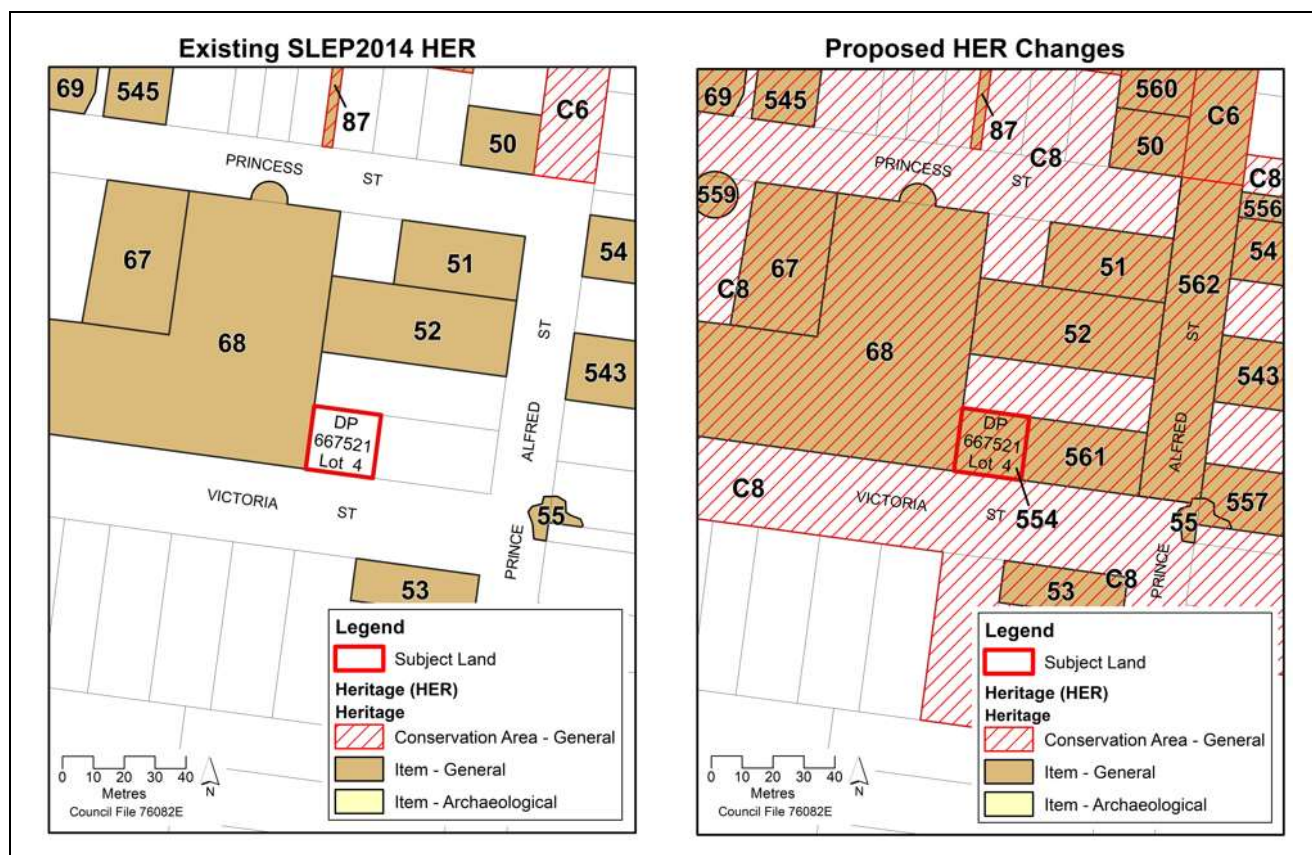 Existing SLEP2014 HER
69
545
87
50
C6
PRINCESS ST
67
68
51
52
54
543
ALFRED ST
DP
667521
Lot 4
VICTORIA ST
55
PRINCE
53
Legend
Subject Land
Heritage (HER)
Heritage
Conservation Area - General
Item - General
Item - Archaeological
0 10 20 30 40
Metres
N
Council File 76082E
Proposed HER Changes
69
545
87
C8
560
50
C6
C8
PRINCESS ST
559
556
54
67
C8
68
51
52
562
543
ALFRED ST
DP
667521
Lot 4
561
554
C8
VICTORIA ST
55
557
PRINCE
53
C8
Legend
Subject Land
Heritage (HER)
Heritage
Conservation Area - General
Item - General
Item - Archaeological
0 10 20 30 40
Metres
N
Council File 76082E